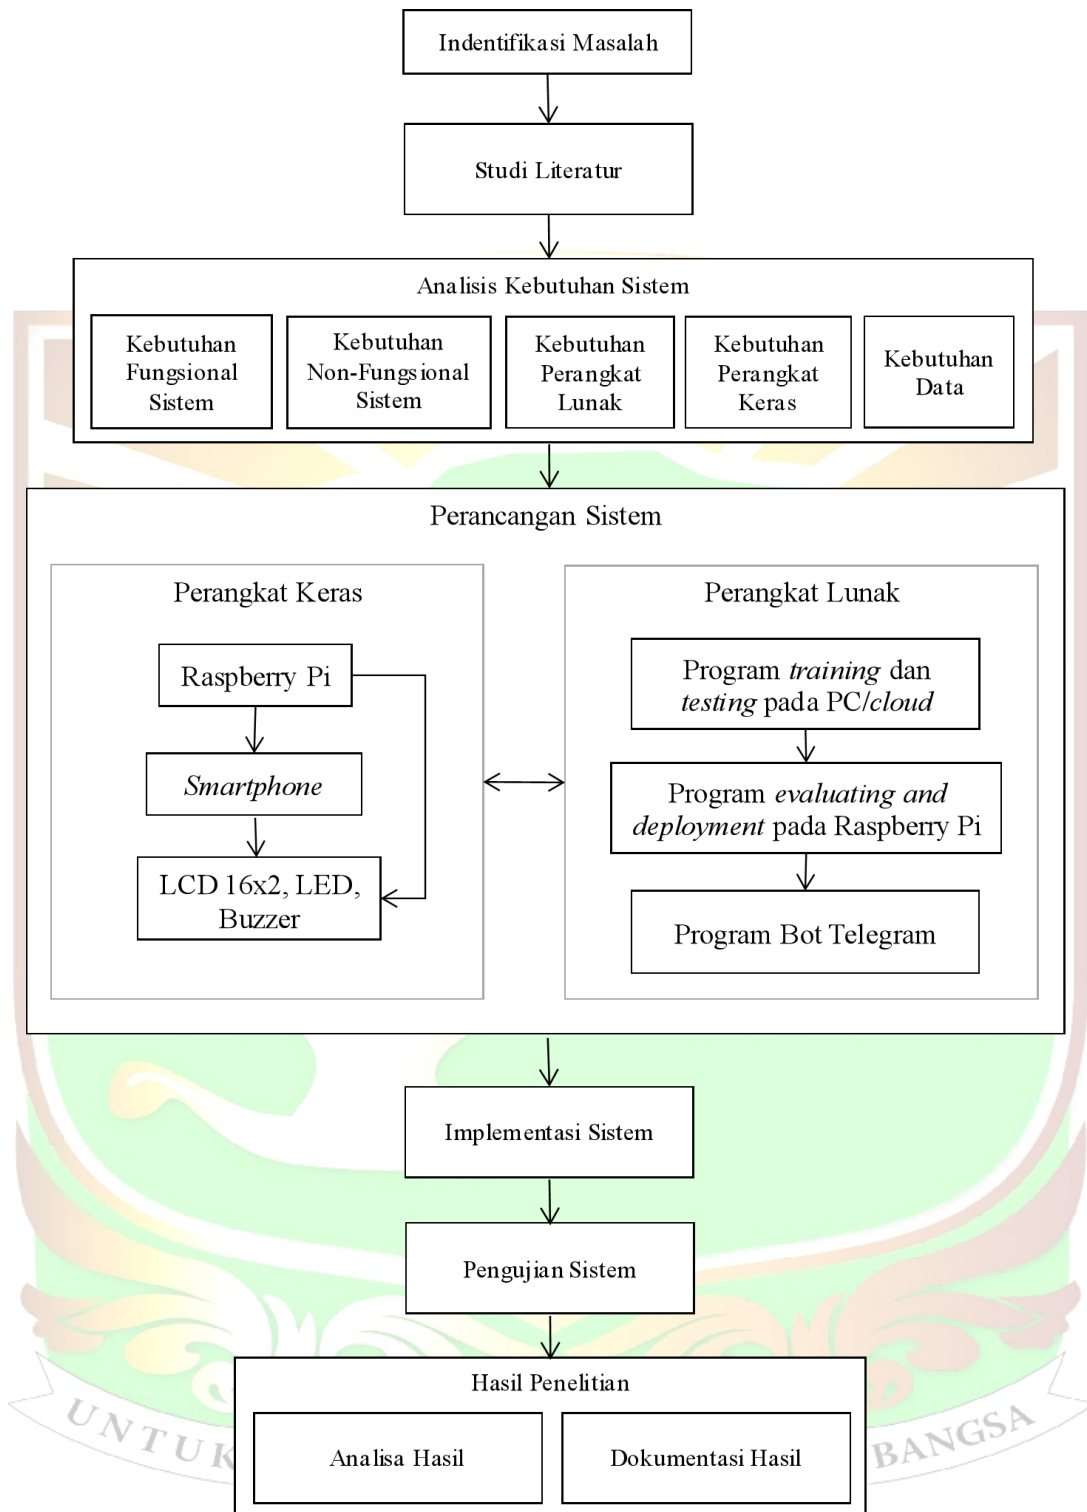 Indentifikasi Masalah
Studi Literatur
Analisis Kebutuhan Sistem
Kebutuhan
Fungsional
Sistem
Kebutuhan
Non-Fungsional
Sistem
Kebutuhan
Perangkat
Lunak
Kebutuhan
Perangkat
Keras
Kebutuhan
Data
Perancangan Sistem
Perangkat Keras
Raspberry Pi
Smartphone
LCD 16x2, LED,
Buzzer
Perangkat Lunak
Program training dan
testing pada PC/cloud
Program evaluating and
deployment pada Raspberry Pi
Program Bot Telegram
Implementasi Sistem
Pengujian Sistem
Hasil Penelitian
Analisa Hasil
Dokumentasi Hasil
UNTUK
BANGSA